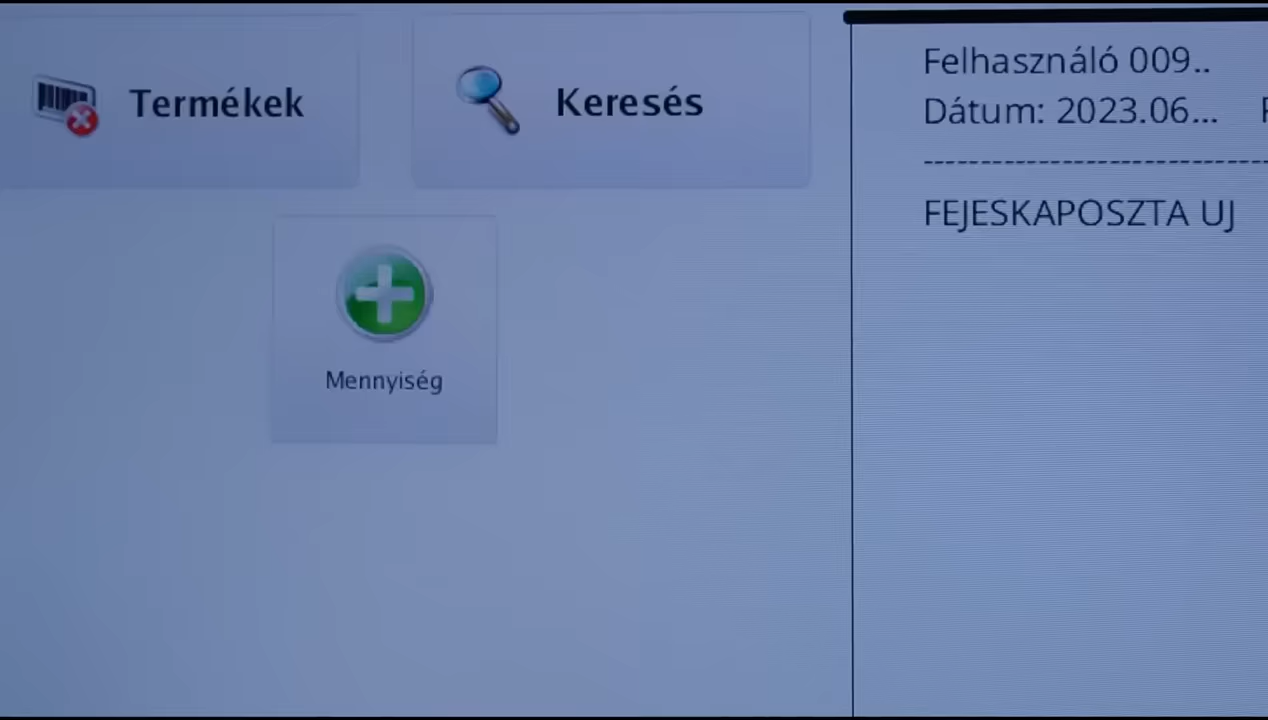 Termékek
Keresés
Mennyiség
Felhasználó 009..
Dátum: 2023.06...
FEJESKAPOSZTA UJ